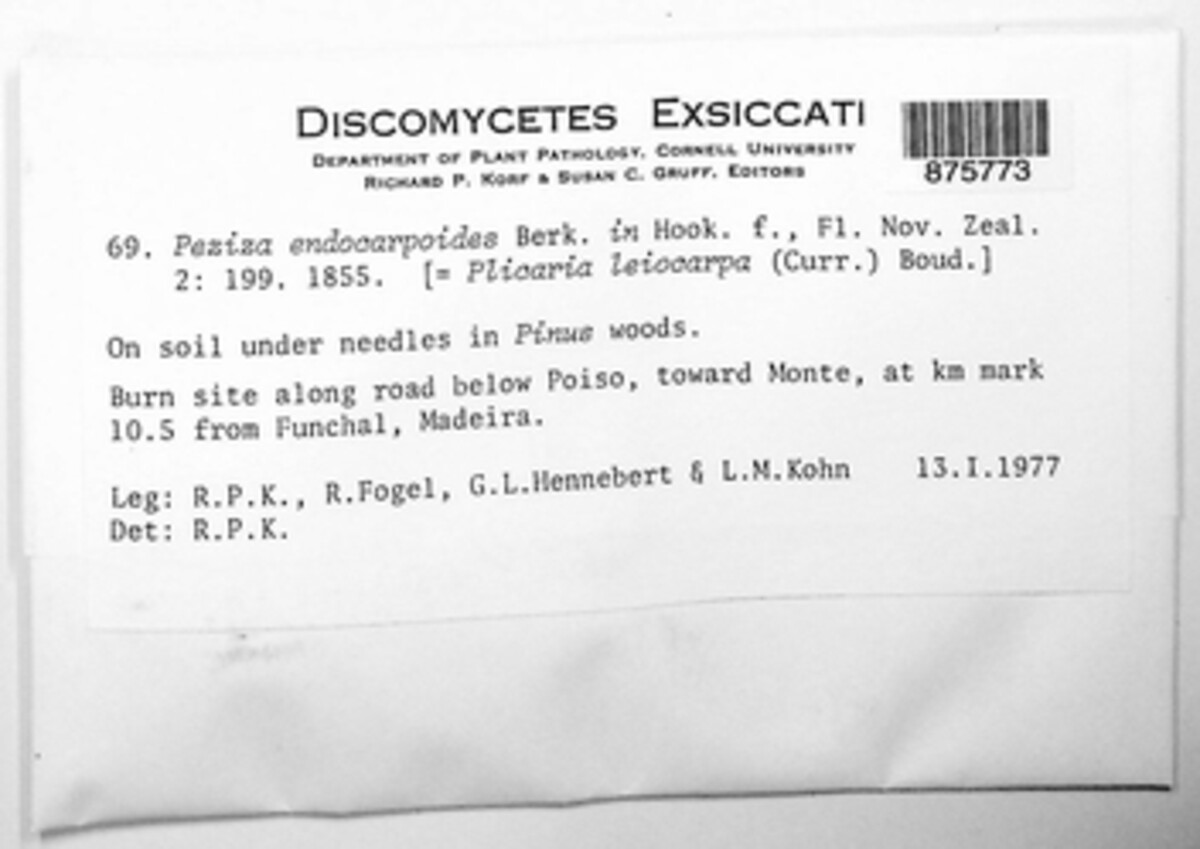 DISCOMYCETES EXSICCATI
DEPARTMENT OF PLANT PATHOLOGY, CORNELL UNIVERSITY
RICHARD P. KORF & SUSAN C. GRUFF, EDITORS
875773
69. Peziza endocarpoides Berk. in Hook. f., Fl. Nov. Zeal.
2: 199. 1855. [= Plicaria leiocarpa (Curr.) Boud.]
On soil under needles in Pinus woods.
Burn site along road below Poiso, toward Monte, at km mark
10.5 from Funchal, Madeira.
Leg: R.P.K., R.Fogel, G.L.Hennebert & L.M.Kohn 13.I.1977
Det: R.P.K.